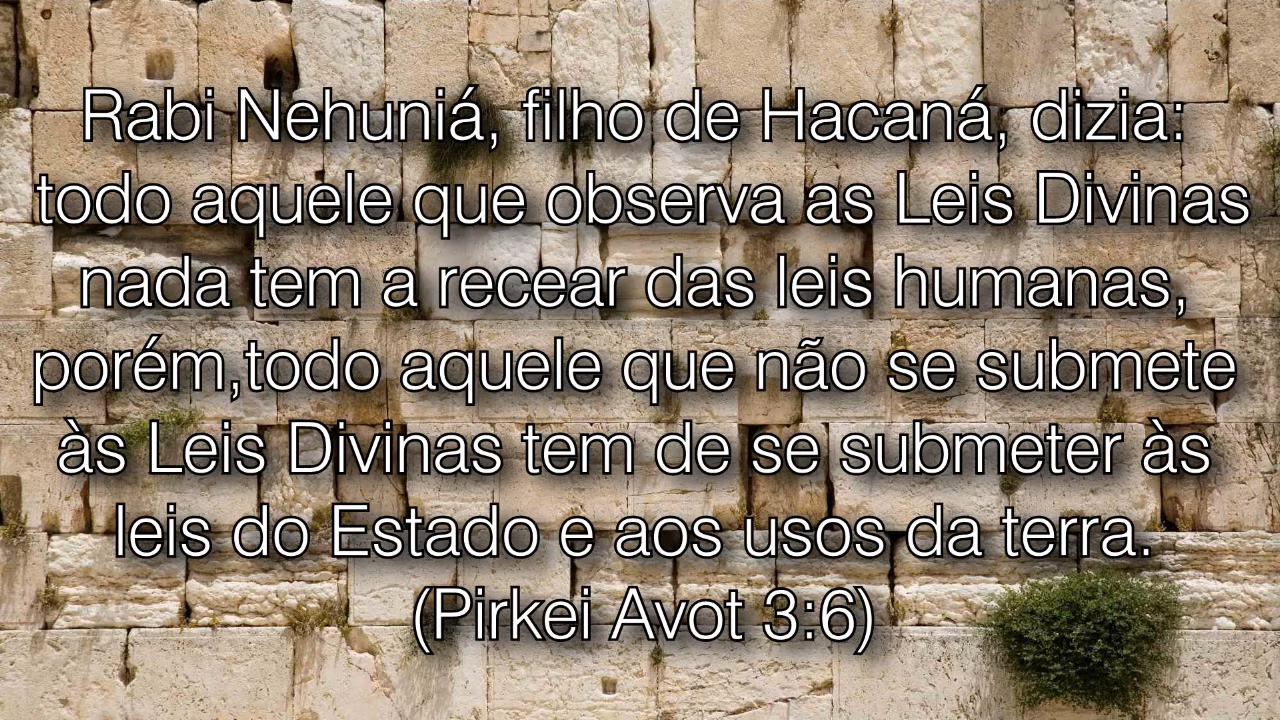 Rabi Nehuniá, filho de Hacaná, dizia:
todo aquele que observa as Leis Divinas
nada tem a recear das leis humanas,
porém,todo aquele que não se submete
às Leis Divinas tem de se submeter às
leis do Estado e aos usos da terra.
(Pirkei Avot 3:6)